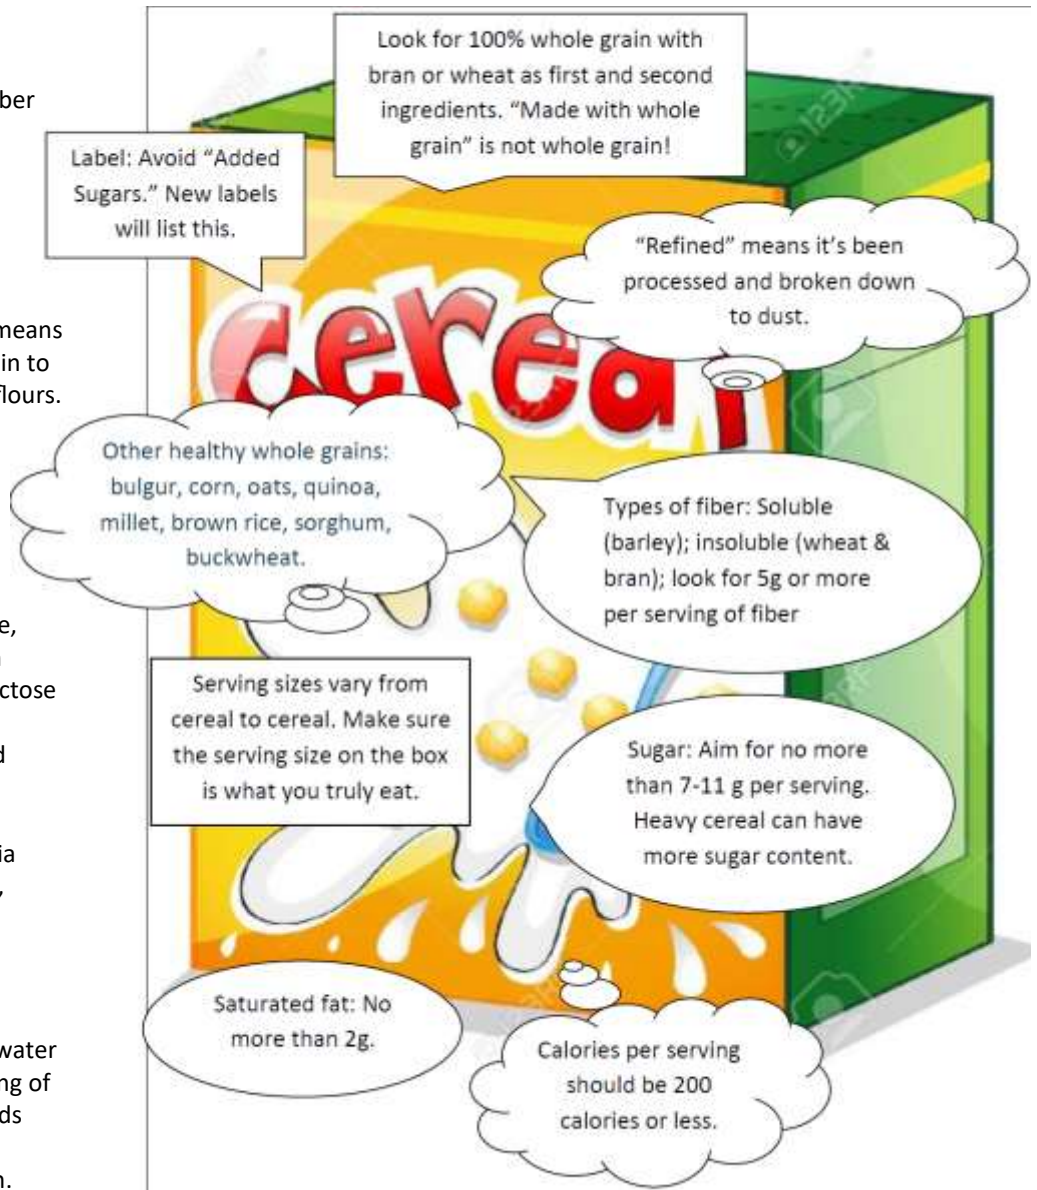 ber
means
in to
flours.
e,
ctose
d
ia
,
water
ng of
ds
n.
Look for 100% whole grain with
bran or wheat as first and second
ingredients. “Made with whole
grain” is not whole grain!
Label: Avoid “Added
Sugars.” New labels
will list this.
“Refined” means it’s been
processed and broken down
to dust.
cereal
Other healthy whole grains:
bulgur, corn, oats, quinoa,
millet, brown rice, sorghum,
buckwheat.
Types of fiber: Soluble
(barley); insoluble (wheat &
bran); look for 5g or more
per serving of fiber
Serving sizes vary from
cereal to cereal. Make sure
the serving size on the box
is what you truly eat.
Sugar: Aim for no more
than 7-11 g per serving.
Heavy cereal can have
more sugar content.
Saturated fat: No
more than 2g.
Calories per serving
should be 200
calories or less.
123RF